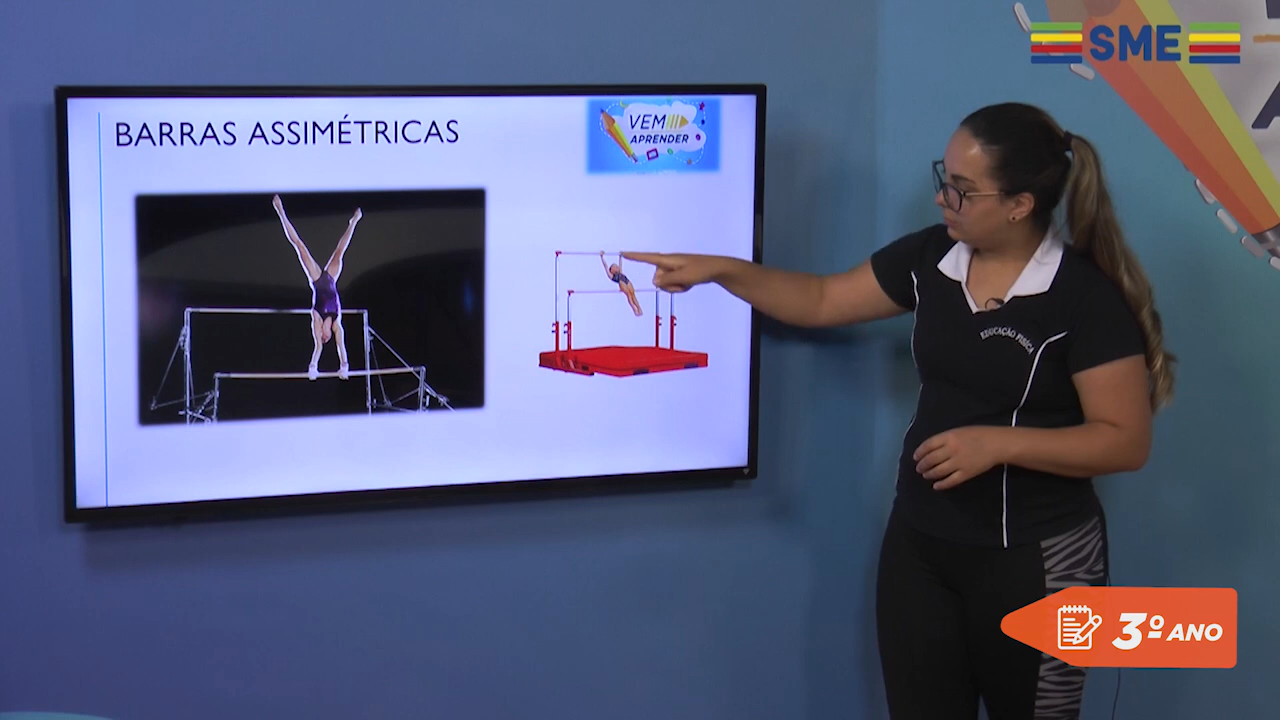 SME
BARRAS ASSIMÉTRICAS
VEM
APRENDER
EDUCAÇÃO FÍSICA
3º ANO